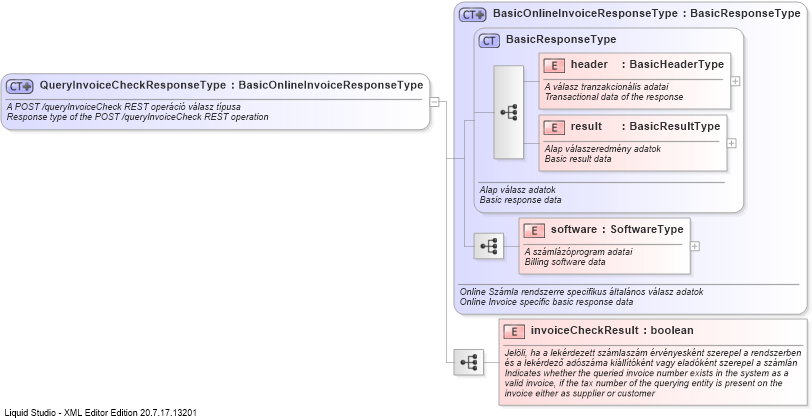 CT QueryInvoiceCheckResponseType : BasicOnlineInvoiceResponseType
A POST /queryInvoiceCheck REST operáció válasz típusa
Response type of the POST /queryInvoiceCheck REST operation
CT BasicOnlineInvoiceResponseType : BasicResponseType
CT BasicResponseType
E header : BasicHeaderType
A válasz tranzakcionális adatai
Transactional data of the response
E result : BasicResultType
Alap válaszeredmény adatok
Basic result data
Alap válasz adatok
Basic response data
E software : SoftwareType
A számlázóprogram adatai
Billing software data
Online Számla rendszerre specifikus általános válasz adatok
Online Invoice specific basic response data
E invoiceCheckResult : boolean
Jelöli, ha a lekérdezett számlaszám érvényesként szerepel a rendszerben
és a lekérdező adószáma kiállítóként vagy eladóként szerepel a számlán
Indicates whether the queried invoice number exists in the system as a
valid invoice, if the tax number of the querying entity is present on the
invoice either as supplier or customer
Liquid Studio - XML Editor Edition 20.7.17.13201